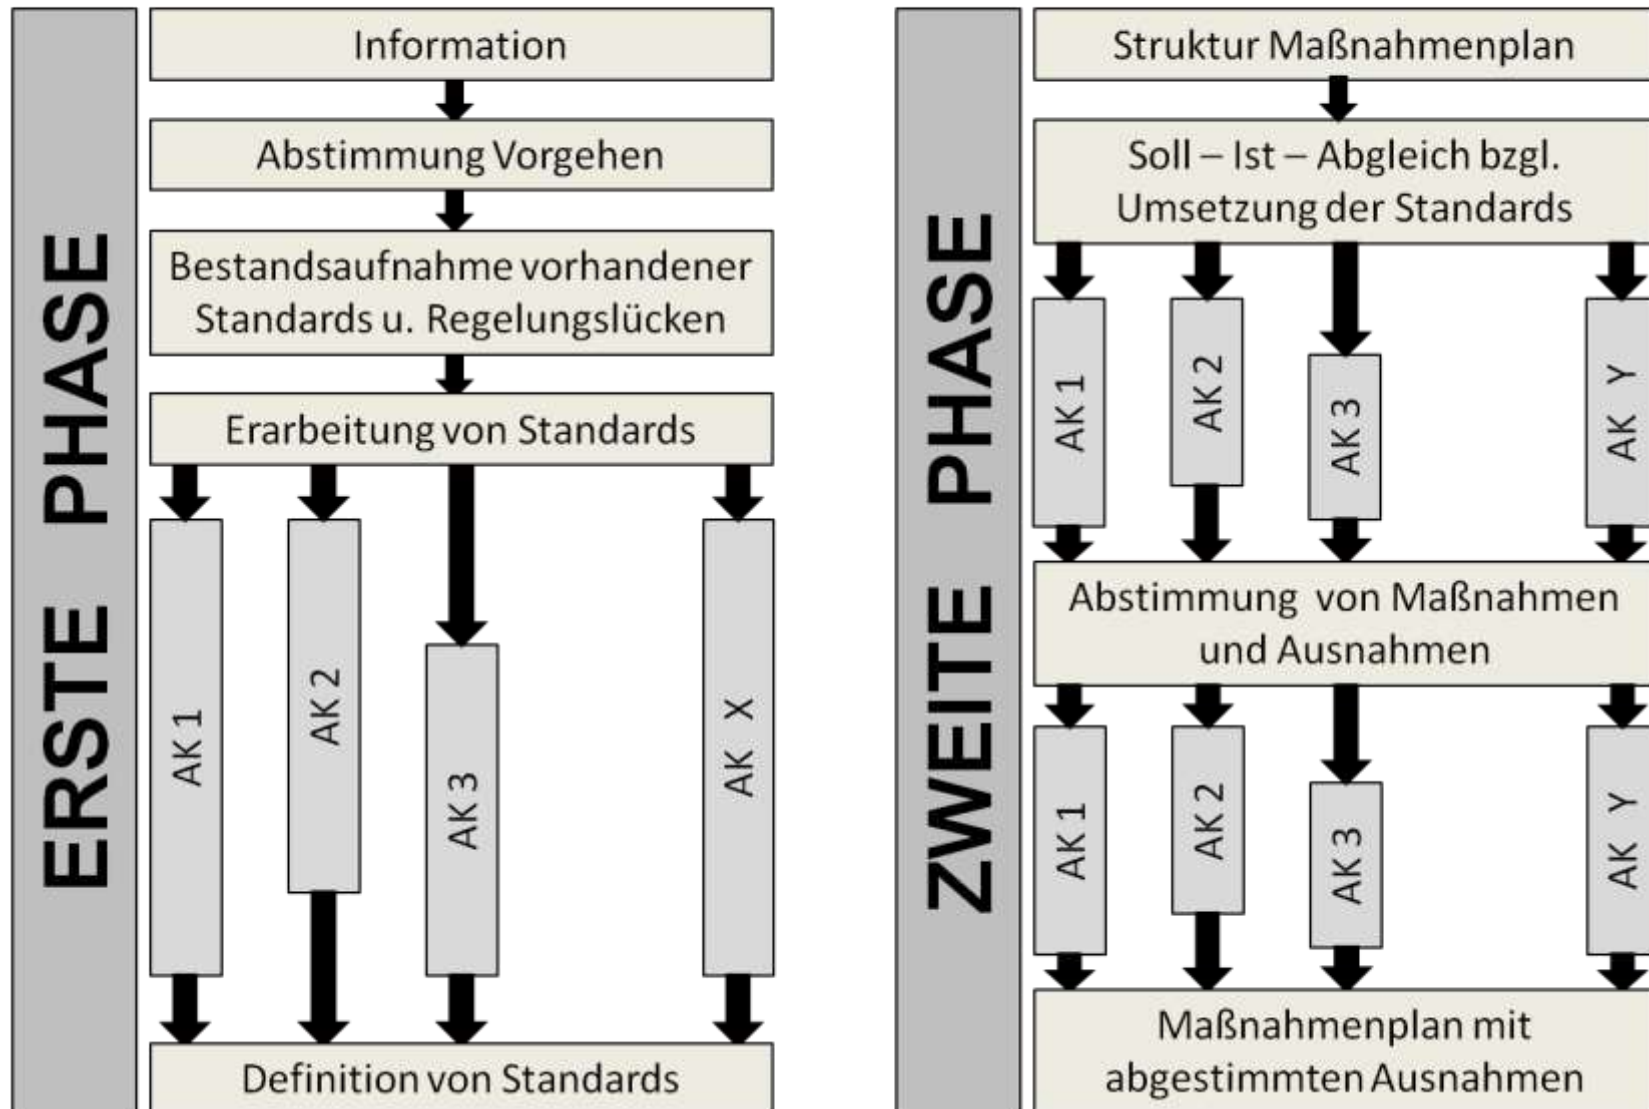 ERSTE PHASE
Information
Abstimmung Vorgehen
Bestandsaufnahme vorhandener
Standards u. Regelungslücken
Erarbeitung von Standards
AK 1
AK 2
AK 3
AK X
Definition von Standards
ZWEITE PHASE
Struktur Maßnahmenplan
Soll – Ist – Abgleich bzgl.
Umsetzung der Standards
AK 1
AK 2
AK 3
AK Y
Abstimmung von Maßnahmen
und Ausnahmen
AK 1
AK 2
AK 3
AK Y
Maßnahmenplan mit
abgestimmten Ausnahmen